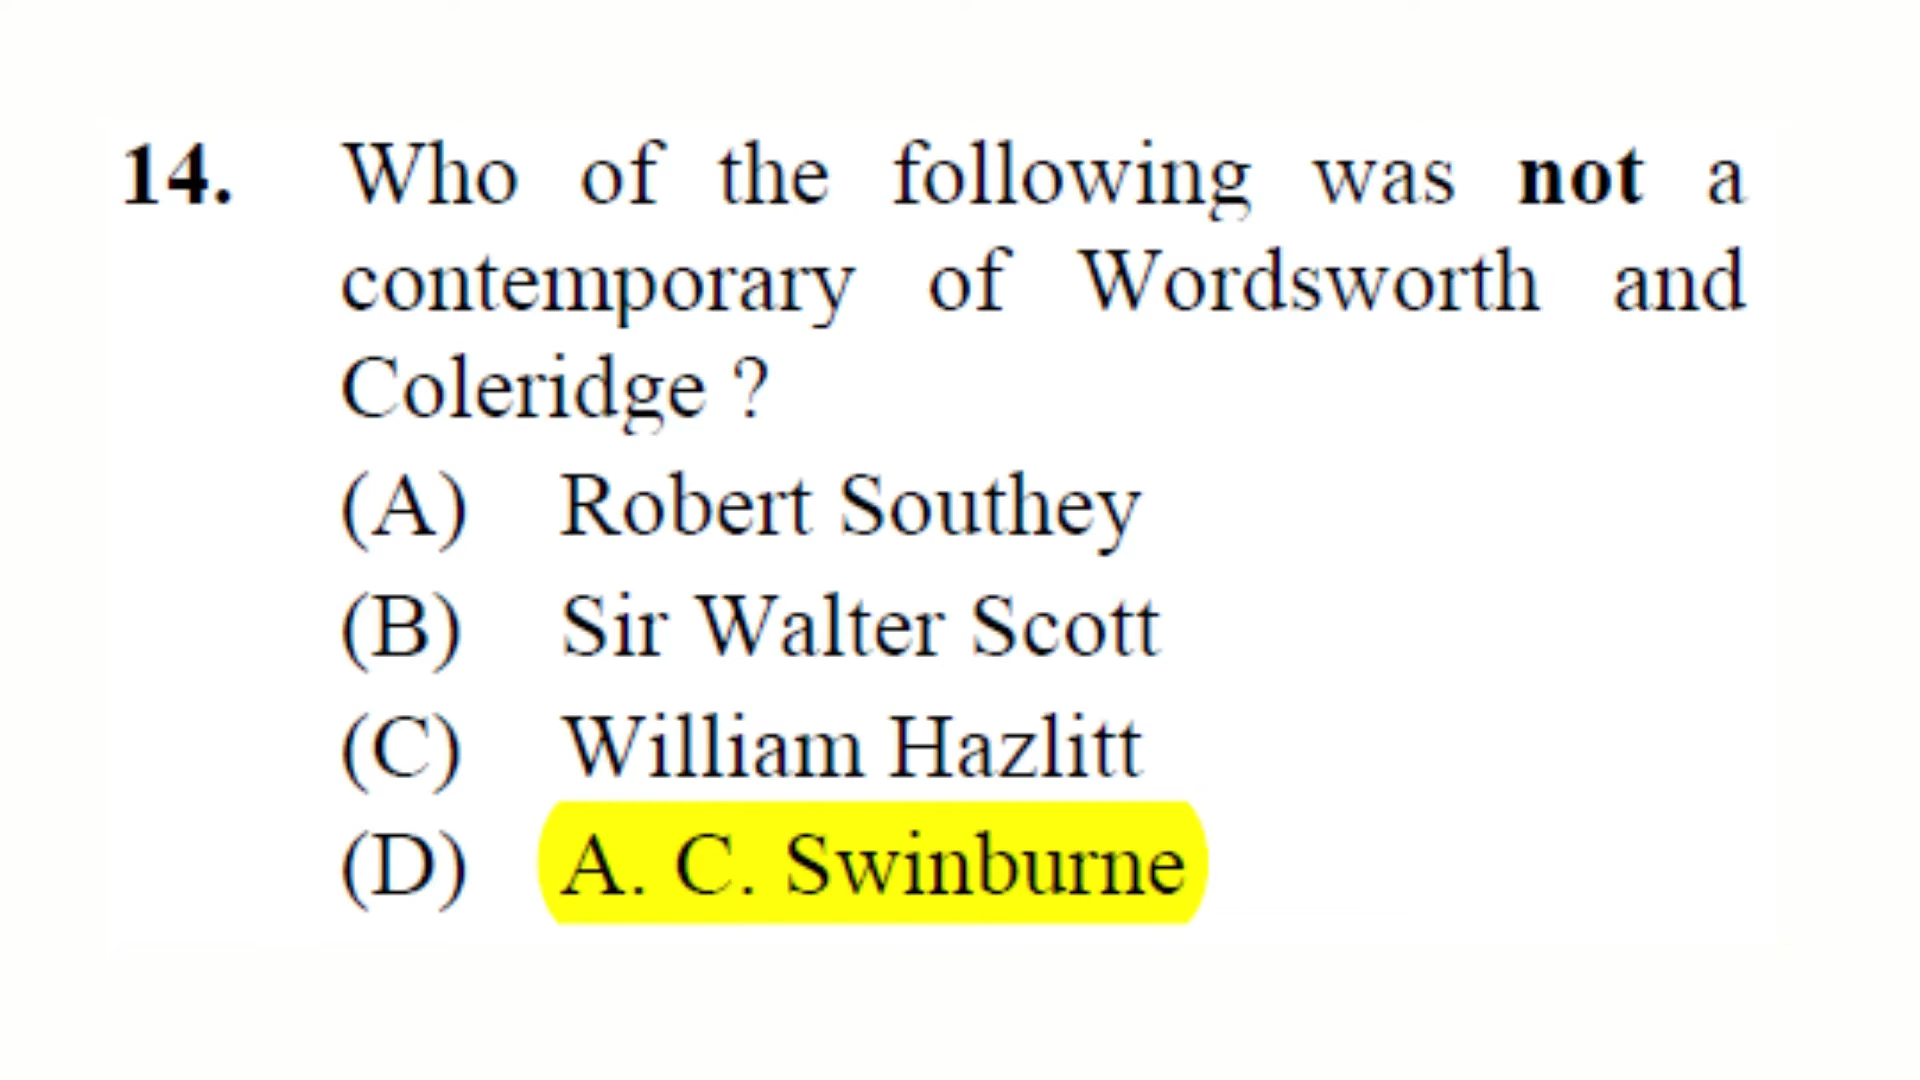 14. Who of the following was not a
contemporary of Wordsworth and
Coleridge ?
(A) Robert Southey
(B) Sir Walter Scott
(C) William Hazlitt
(D) A. C. Swinburne